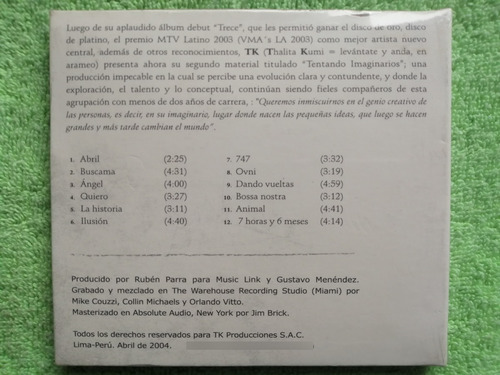 Luego de su aplaudido álbum debut "Trece", que les permitió ganar el disco de oro, disco
de platino, el premio MTV Latino 2003 (VMA´s LA 2003) como mejor artista nuevo
central, además de otros reconocimientos, TK (Thalita Kumi = levántate y anda, en
arameo) presenta ahora su segundo material titulado "Tentando Imaginarios"; una
producción impecable en la cual se percibe una evolución clara y contundente, y donde la
exploración, el talento y lo conceptual, continúan siendo fieles compañeros de esta
agrupación con menos de dos años de carrera, : "Queremos inmiscuirnos en el genio creativo de
las personas, es decir, en su imaginario, lugar donde nacen las pequeñas ideas, que luego se hacen
grandes y más tarde cambian el mundo".
1. Abril (2:25)
2. Buscama (4:31)
3. Ángel (4:00)
4. Quiero (3:27)
5. La historia (3:11)
6. Ilusión (4:40)
7. 747 (3:32)
8. Ovni (3:19)
9. Dando vueltas (4:59)
10. Bossa nostra (3:12)
11. Animal (4:41)
12. 7 horas y 6 meses (4:14)
Producido por Rubén Parra para Music Link y Gustavo Menéndez.
Grabado y mezclado en The Warehouse Recording Studio (Miami) por
Mike Couzzi, Collin Michaels y Orlando Vitto.
Masterizado en Absolute Audio, New York por Jim Brick.
Todos los derechos reservados para TK Producciones S.A.C.
Lima-Perú. Abril de 2004.